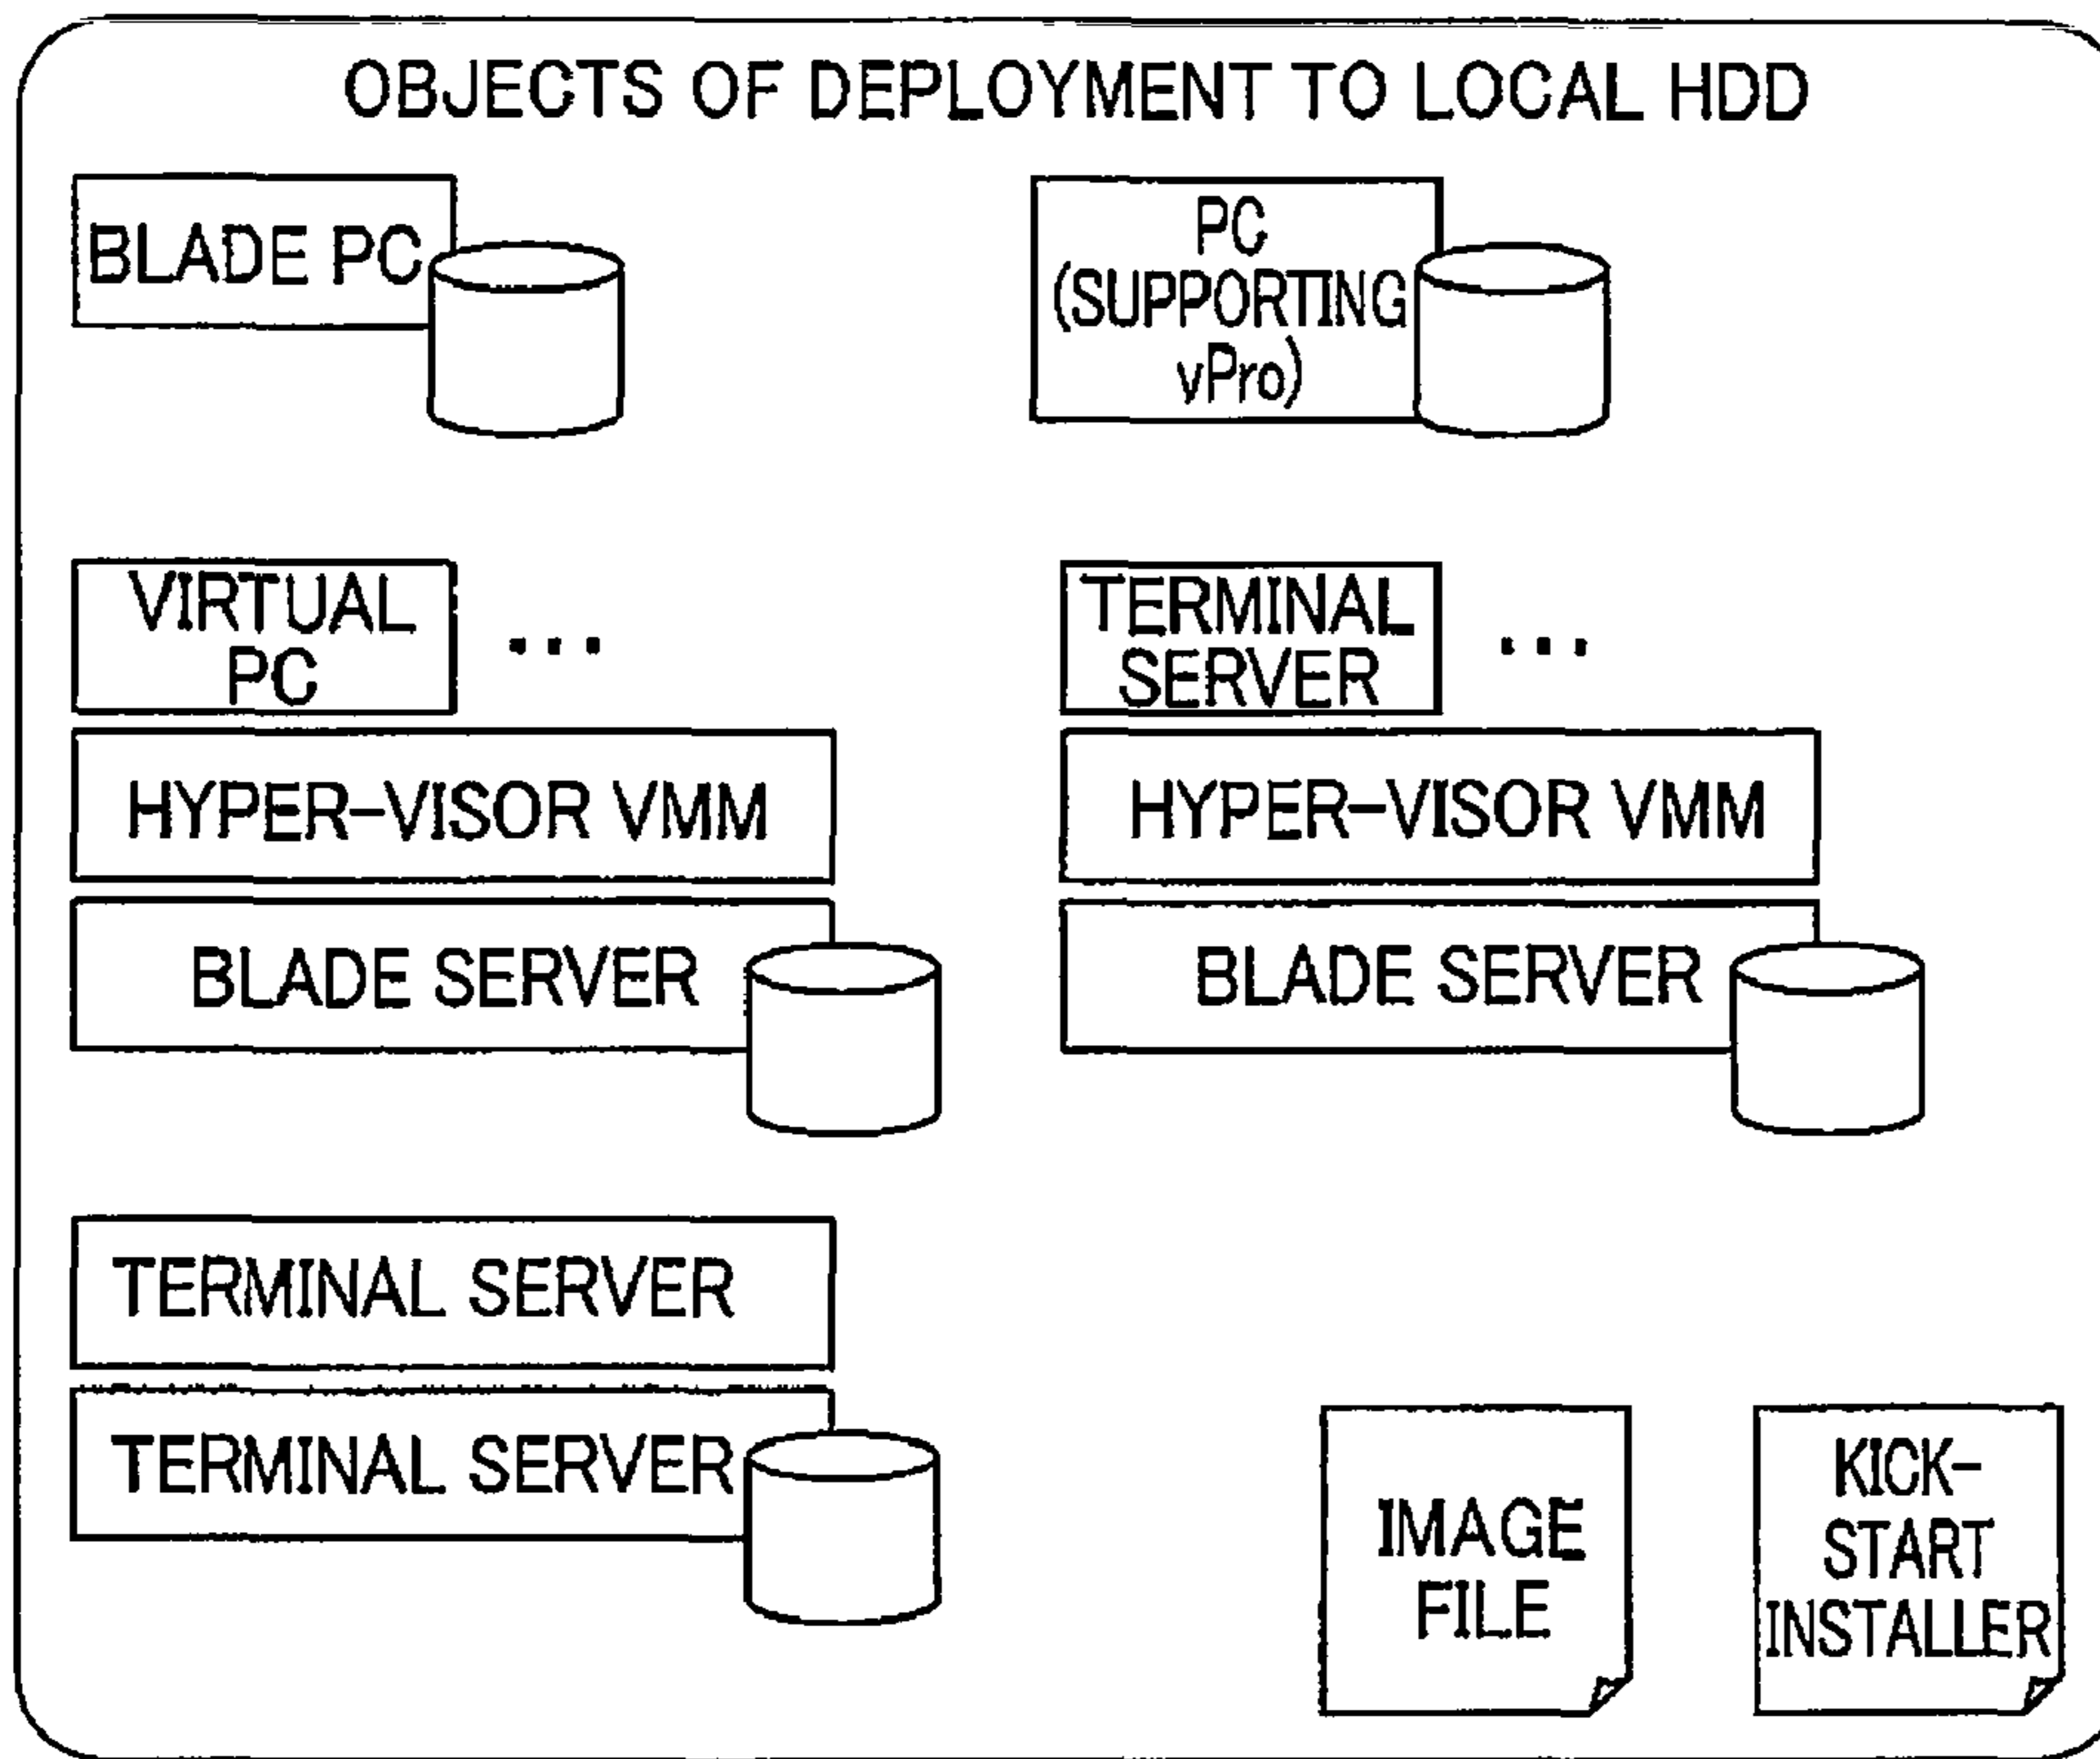 OBJECTS OF DEPLOYMENT TO LOCAL HDD
BLADE PC
PC
(SUPPORTING
vPro)
VIRTUAL
PC
...
TERMINAL
SERVER
...
HYPER-VISOR VMM
HYPER-VISOR VMM
BLADE SERVER
BLADE SERVER
TERMINAL SERVER
TERMINAL SERVER
IMAGE
FILE
KICK-
START
INSTALLER